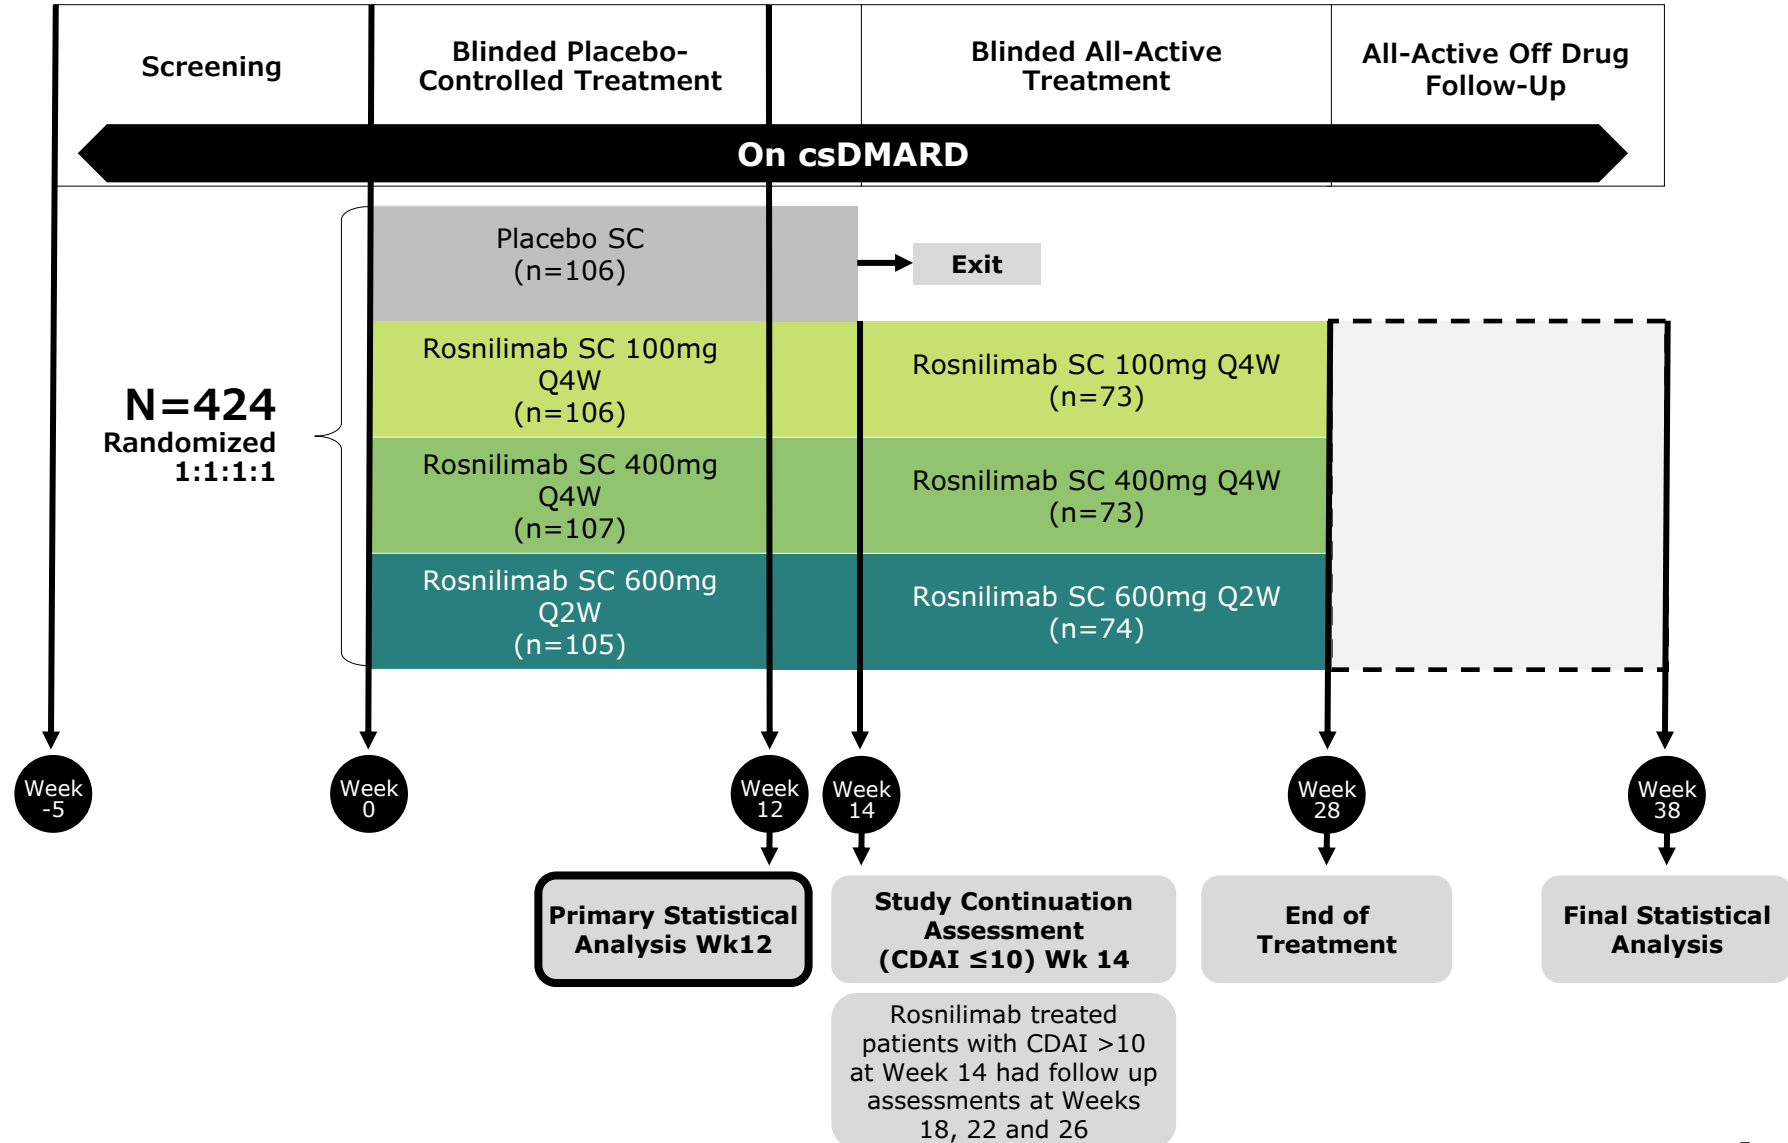 Screening
Blinded Placebo-
Controlled Treatment
Blinded All-Active
Treatment
All-Active Off Drug
Follow-Up
On csDMARD
Placebo SC
(n=106)
Exit
N=424
Randomized
1:1:1:1
Rosnilimab SC 100mg
Q4W
(n=106)
Rosnilimab SC 100mg Q4W
(n=73)
Rosnilimab SC 400mg
Q4W
(n=107)
Rosnilimab SC 400mg Q4W
(n=73)
Rosnilimab SC 600mg
Q2W
(n=105)
Rosnilimab SC 600mg Q2W
(n=74)
Week
-5
Week
0
Week
12
Week
14
Week
28
Week
38
Primary Statistical
Analysis Wk12
Study Continuation
Assessment
(CDAI ≤10) Wk 14
End of
Treatment
Final Statistical
Analysis
Rosnilimab treated
patients with CDAI >10
at Week 14 had follow up
assessments at Weeks
18, 22 and 26